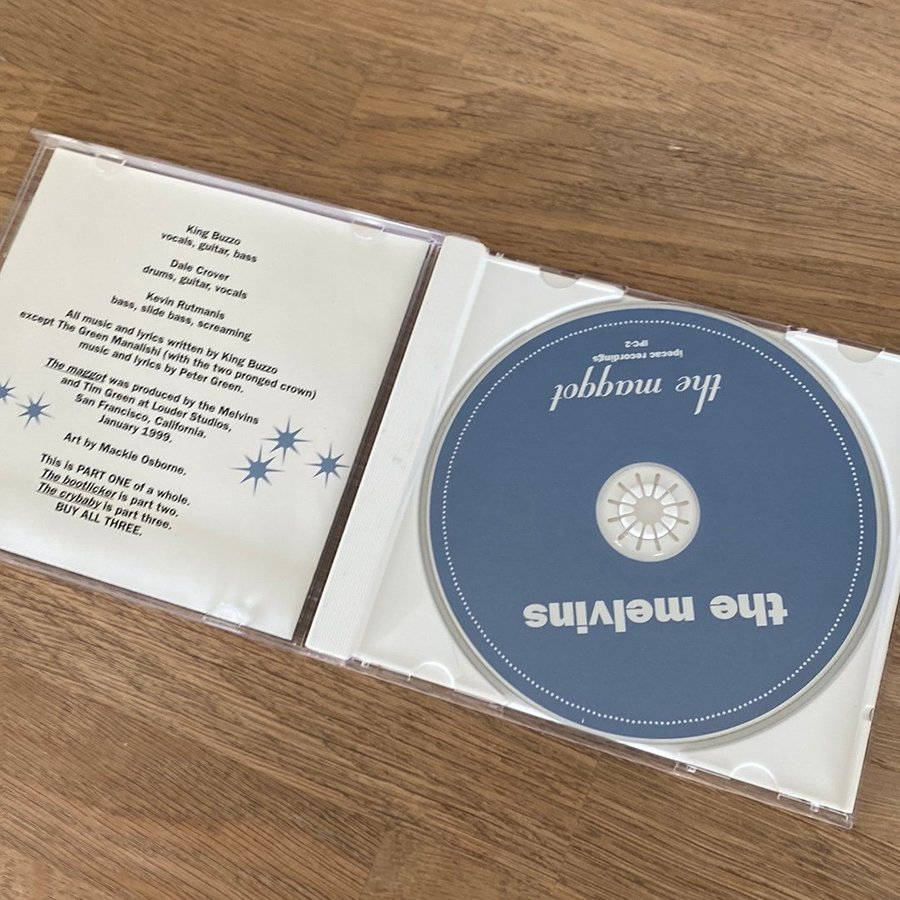 King Buzzo
vocals, guitar, bass
Dale Crover
drums, guitar, vocals
Kevin Rutmanis
bass, slide bass, screaming
All music and lyrics written by King Buzzo
except The Green Manalishi (with the two pronged crown)
music and lyrics by Peter Green.
The maggot was produced by the Melvins
and Tim Green at Louder Studios,
San Francisco, California.
January 1999.
Art by Mackie Osborne.
This is PART ONE of a whole.
The bootlicker is part two.
The crybaby is part three.
BUY ALL THREE.
the melvins
the maggot
ipecac recordings
IPC-2